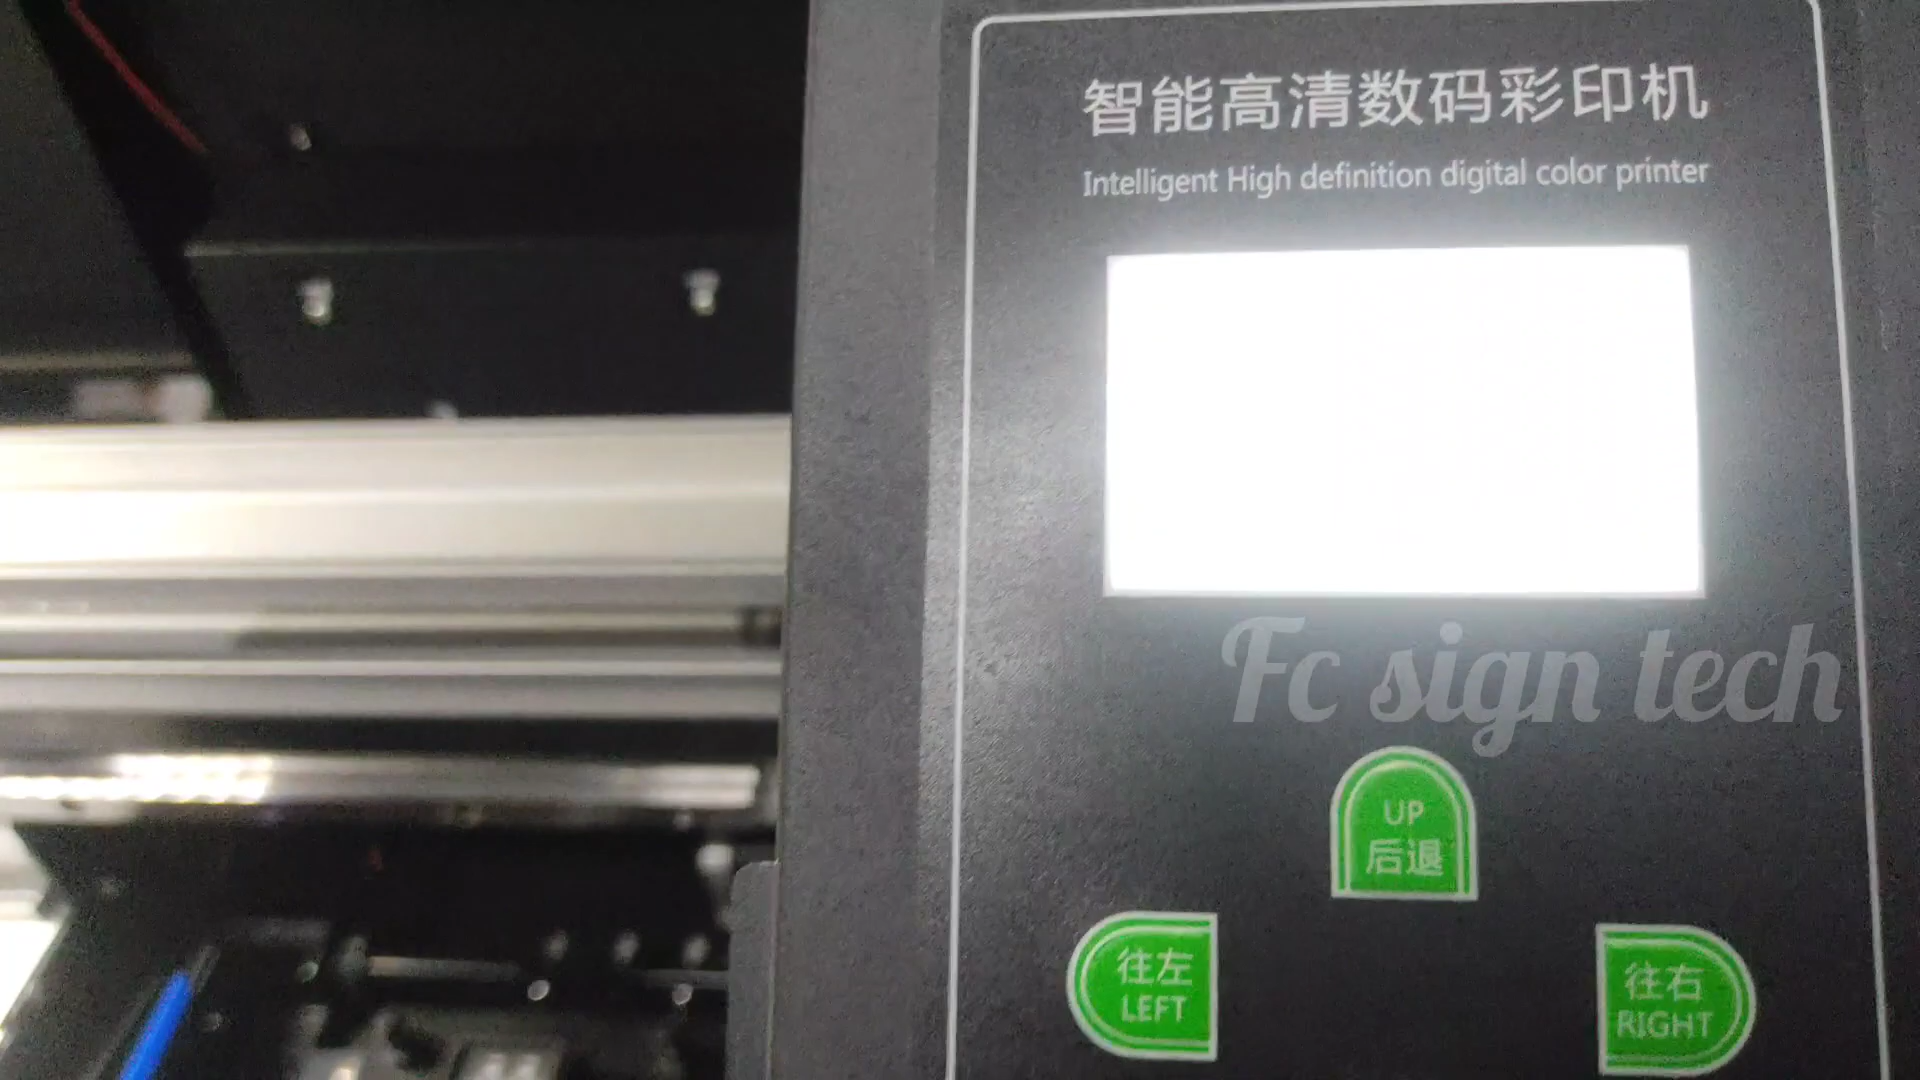 智能高清数码彩印机
Intelligent High definition digital color printer
Fc sign tech
UP
后退
往左
LEFT
往右
RIGHT